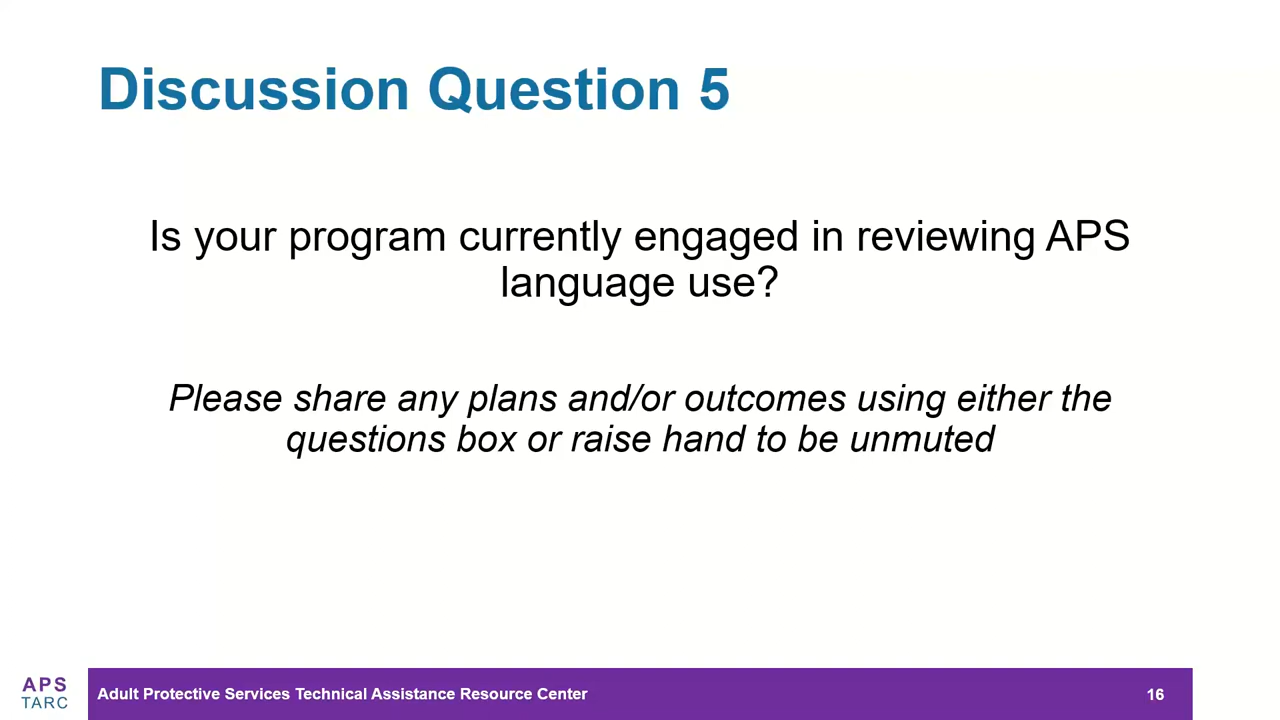 Discussion Question 5
Is your program currently engaged in reviewing APS
language use?
Please share any plans and/or outcomes using either the
questions box or raise hand to be unmuted
APS
TARC
Adult Protective Services Technical Assistance Resource Center
16